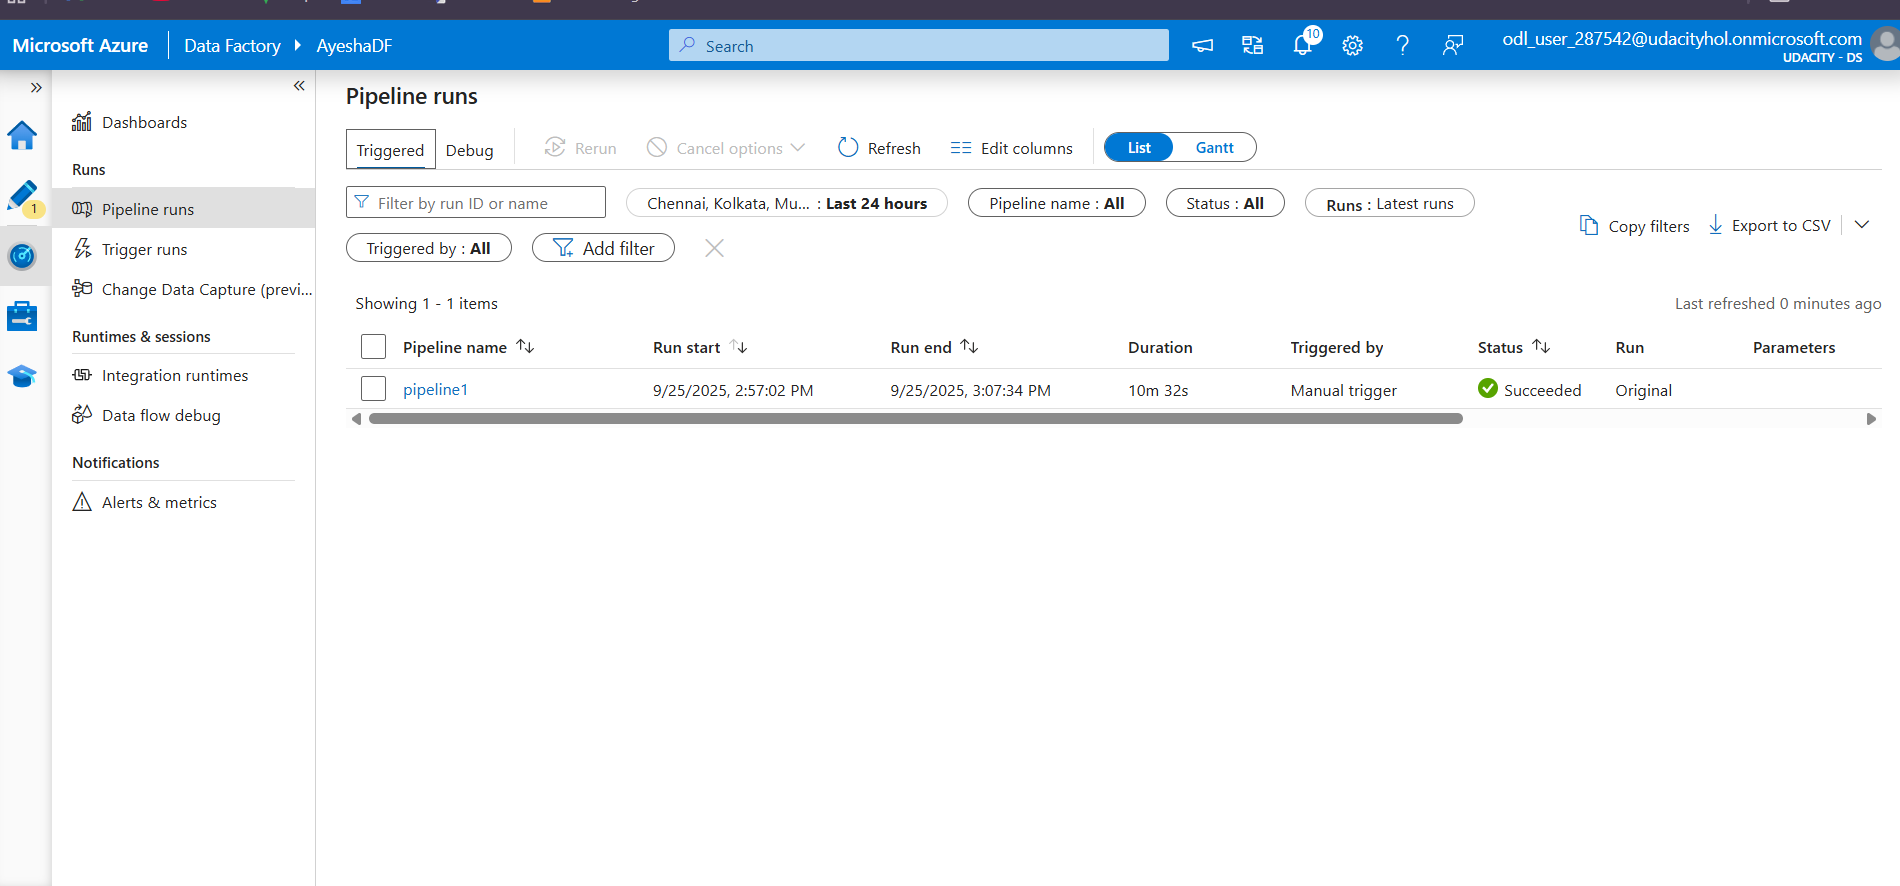 Microsoft Azure Data Factory AyeshaDF Search 10 odl_user_287542@udacityhol.onmicrosoft.com
UDACITY - DS
Dashboards
Runs
1
Pipeline runs
Trigger runs
Change Data Capture (previ...
Runtimes & sessions
Integration runtimes
Data flow debug
Notifications
Alerts & metrics
Pipeline runs
Triggered Debug Rerun Cancel options Refresh Edit columns List Gantt
Filter by run ID or name Chennai, Kolkata, Mu... : Last 24 hours Pipeline name : All Status : All Runs : Latest runs
Copy filters Export to CSV
Triggered by : All Add filter
Showing 1 - 1 items Last refreshed 0 minutes ago
Pipeline name Run start Run end Duration Triggered by Status Run Parameters
pipeline1 9/25/2025, 2:57:02 PM 9/25/2025, 3:07:34 PM 10m 32s Manual trigger Succeeded Original